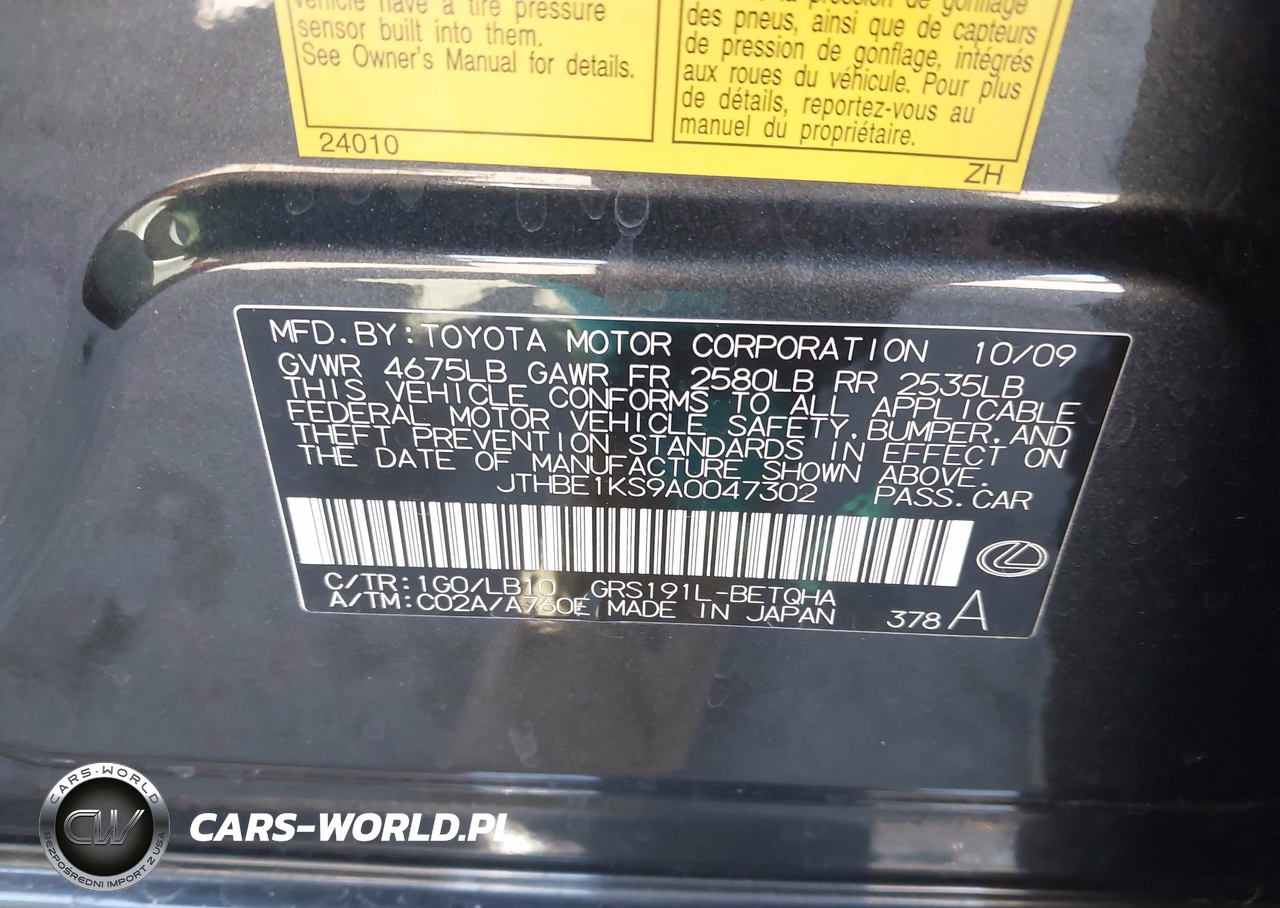 vehicle have a tire pressure
sensor built into them.
See Owner's Manual for details.
24010
la pression de gonflage
des pneus, ainsi que de capteurs
de pression de gonflage, intégrés
aux roues du véhicule. Pour plus
de détails, reportez-vous au
manuel du propriétaire.
ZH
MFD.BY:TOYOTA MOTOR CORPORATION 10/09
GVWR 4675LB GAWR FR 2580LB RR 2535LB
THIS VEHICLE CONFORMS TO ALL APPLICABLE
FEDERAL MOTOR VEHICLE SAFETY,BUMPER,AND
THEFT PREVENTION STANDARDS IN EFFECT ON
THE DATE OF MANUFACTURE SHOWN ABOVE.
JTHBE1KS9A0047302 PASS.CAR
C/TR:1G0/LB10 GRS191L-BETQHA
A/TM:C02A/A760E MADE IN JAPAN 378 A
CARS-WORLD
CW
BEZPOŚREDNI IMPORT Z USA
CARS-WORLD.PL